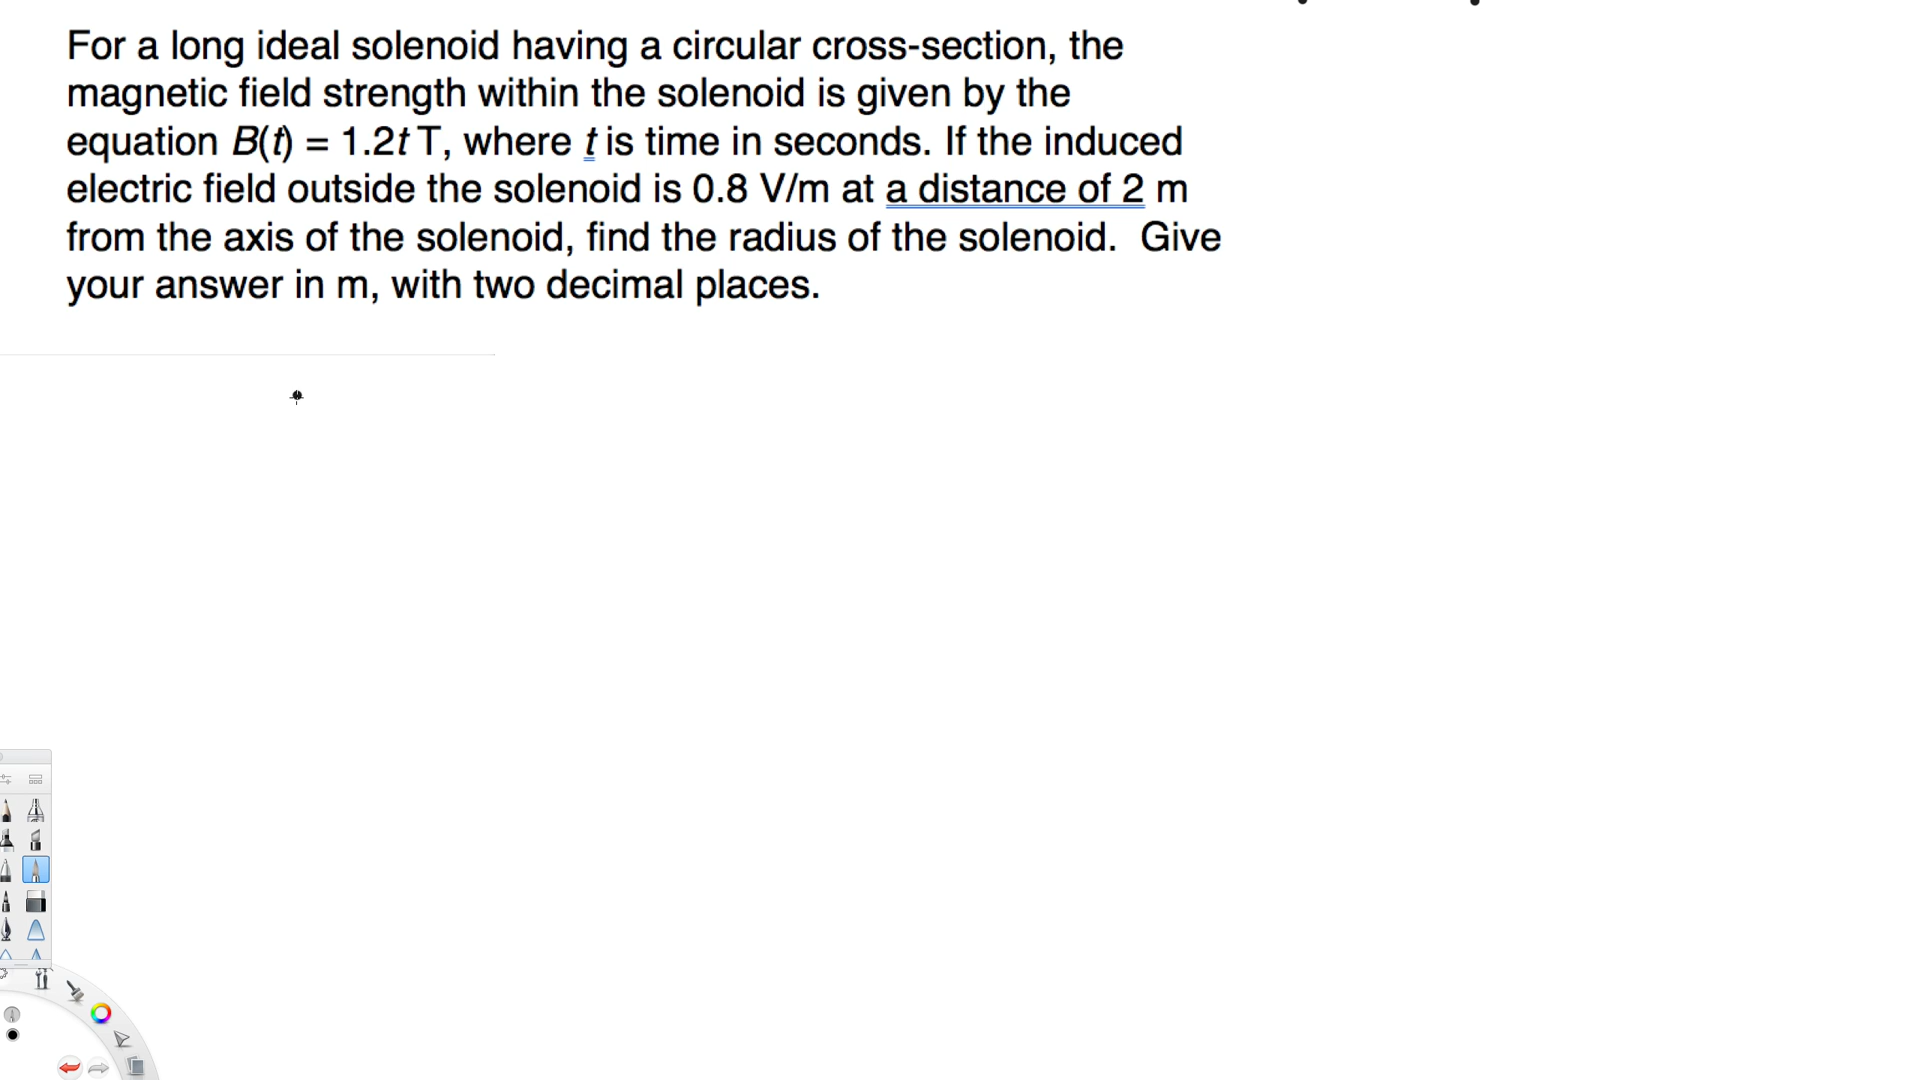 For a long ideal solenoid having a circular cross-section, the
magnetic field strength within the solenoid is given by the
equation B(t) = 1.2t T, where t is time in seconds. If the induced
electric field outside the solenoid is 0.8 V/m at a distance of 2 m
from the axis of the solenoid, find the radius of the solenoid.  Give
your answer in m, with two decimal places.